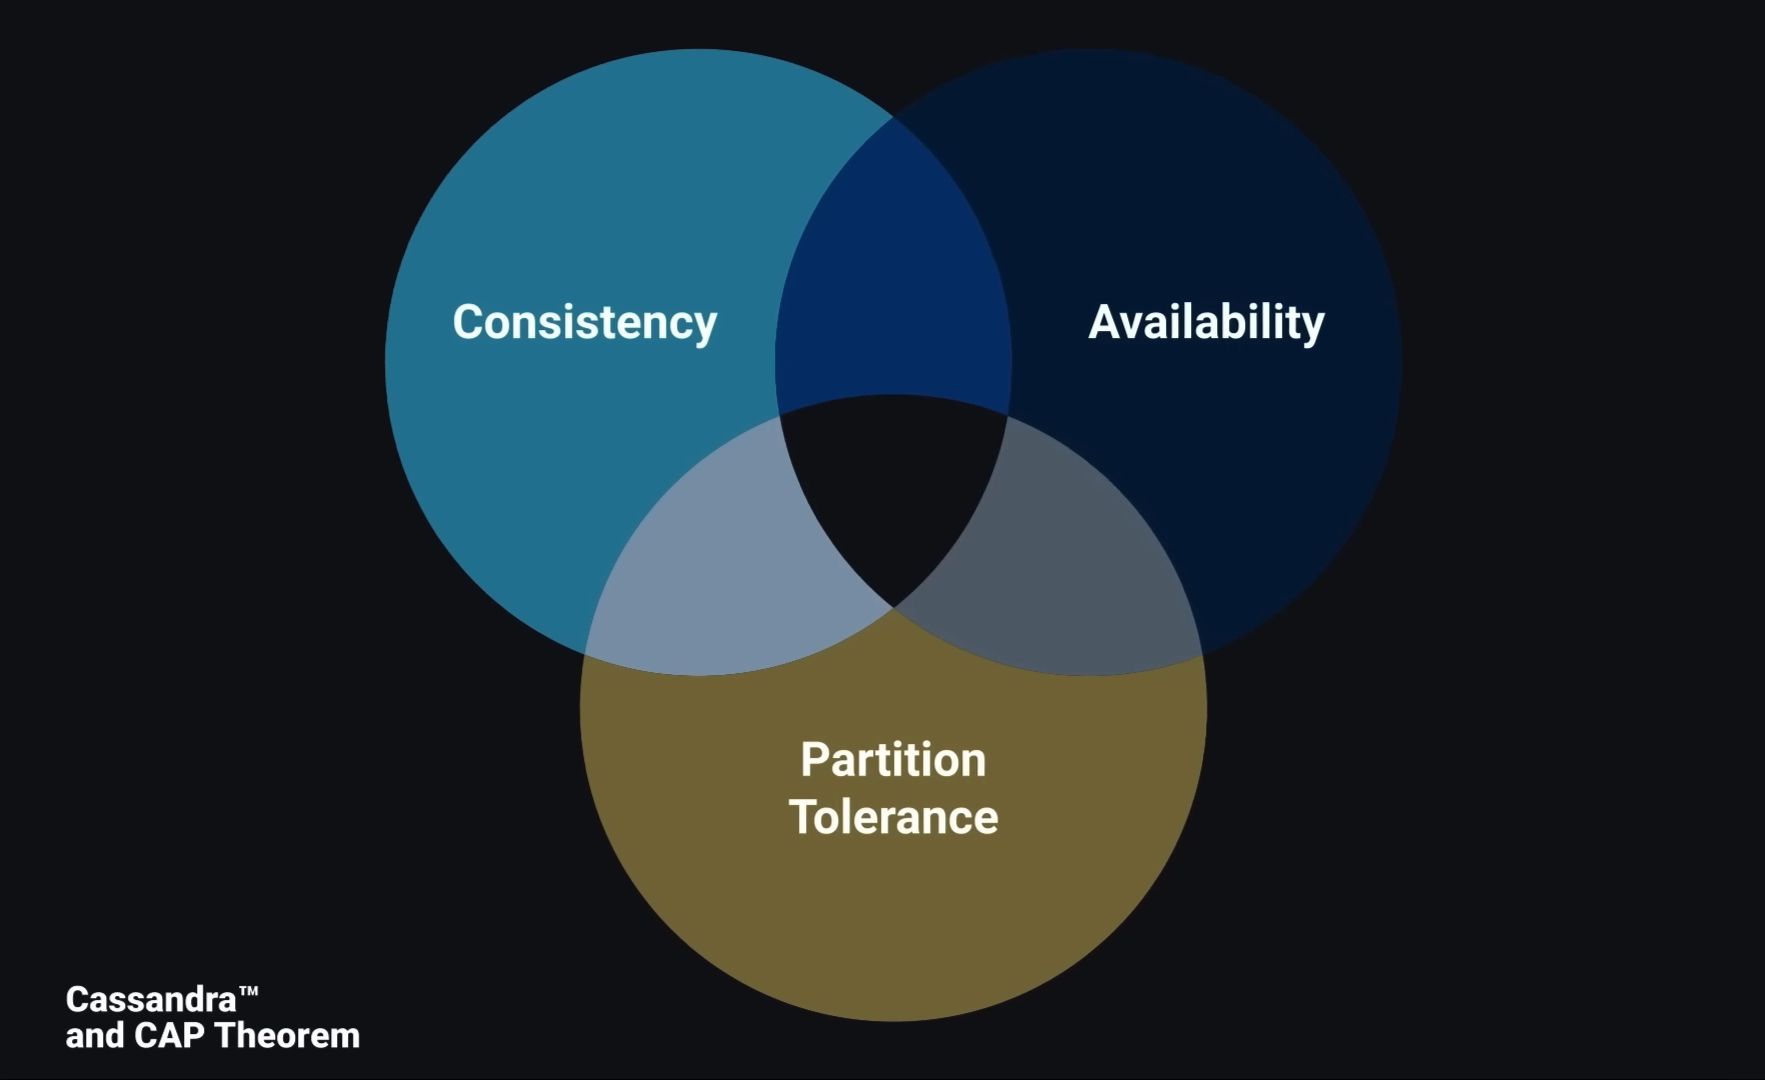 Consistency
Availability
Partition
Tolerance
Cassandra™
and CAP Theorem